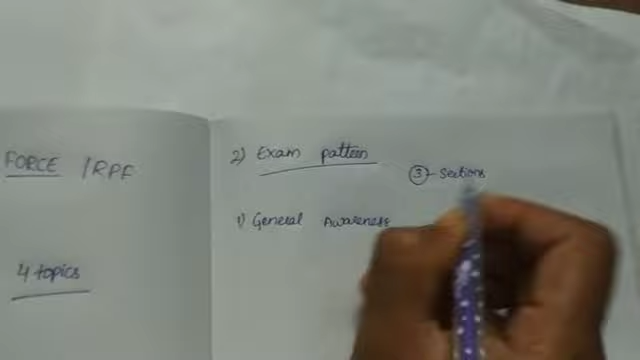 FORCE / RPF
4 topics
2) Exam pattern
③ - Sections
1) General Awareness